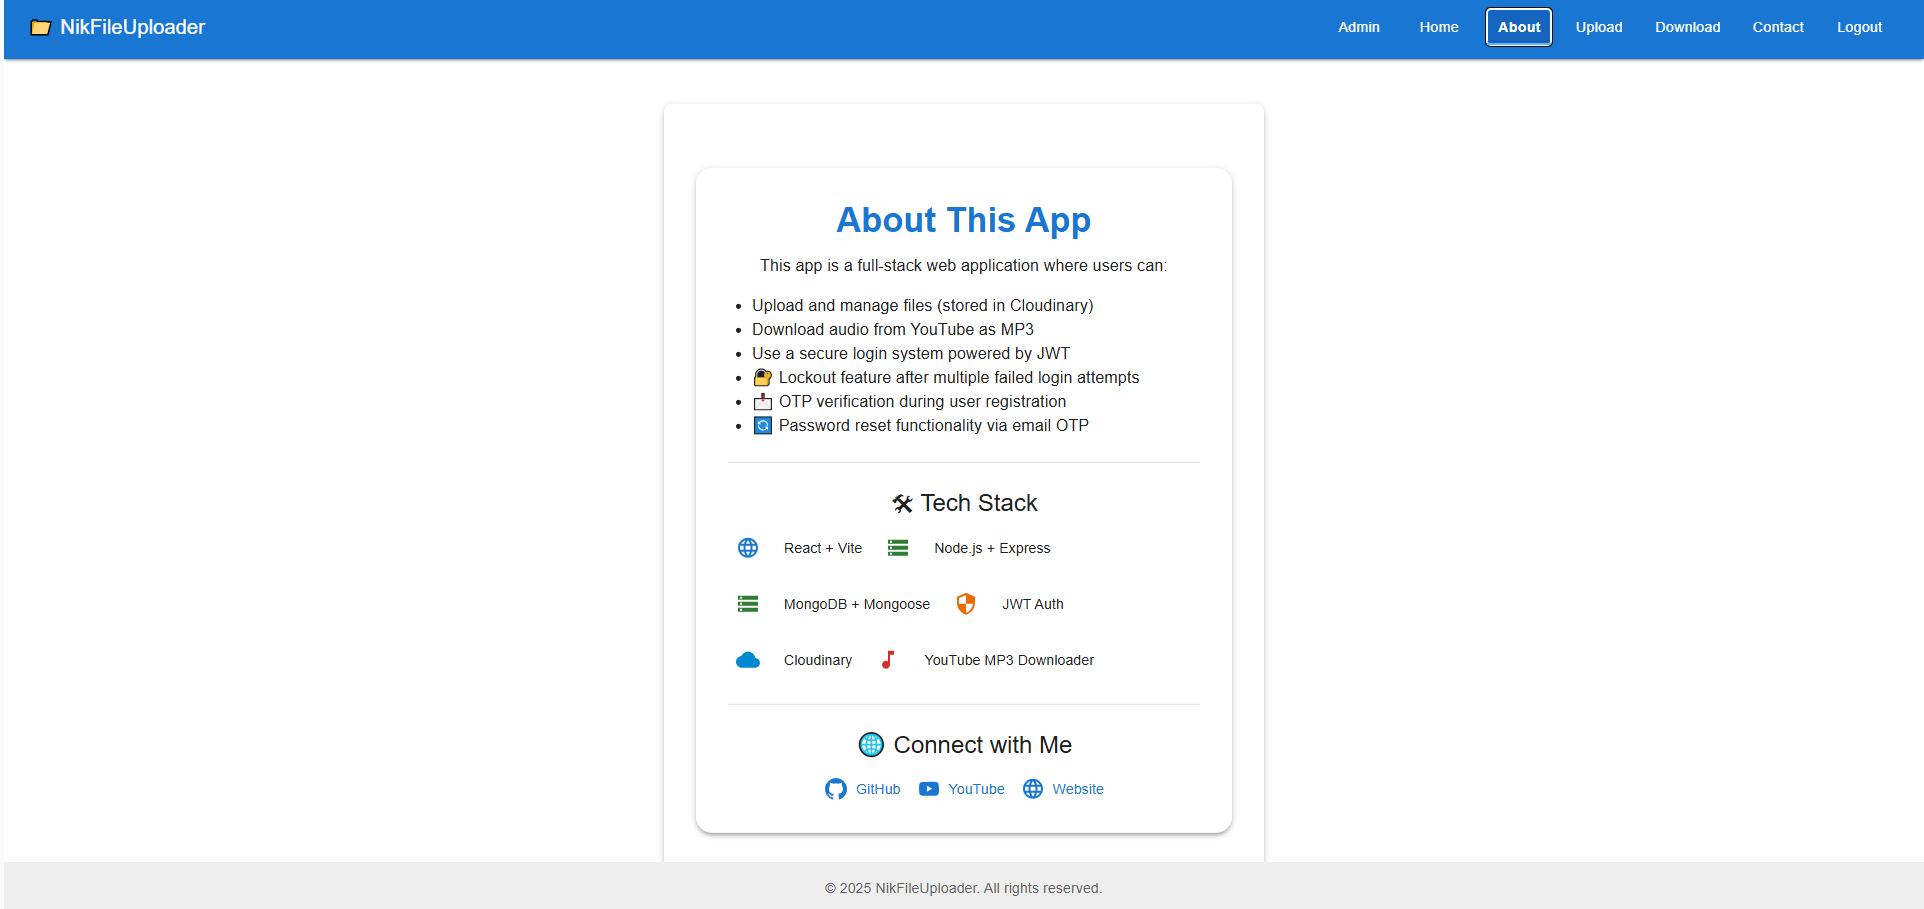 NikFileUploader
Admin Home About Upload Download Contact Logout
About This App
This app is a full-stack web application where users can:
Upload and manage files (stored in Cloudinary)
Download audio from YouTube as MP3
Use a secure login system powered by JWT
🔐 Lockout feature after multiple failed login attempts
📩 OTP verification during user registration
🔄 Password reset functionality via email OTP
🛠 Tech Stack
React + Vite Node.js + Express
MongoDB + Mongoose JWT Auth
Cloudinary YouTube MP3 Downloader
🌐 Connect with Me
GitHub YouTube Website
© 2025 NikFileUploader. All rights reserved.